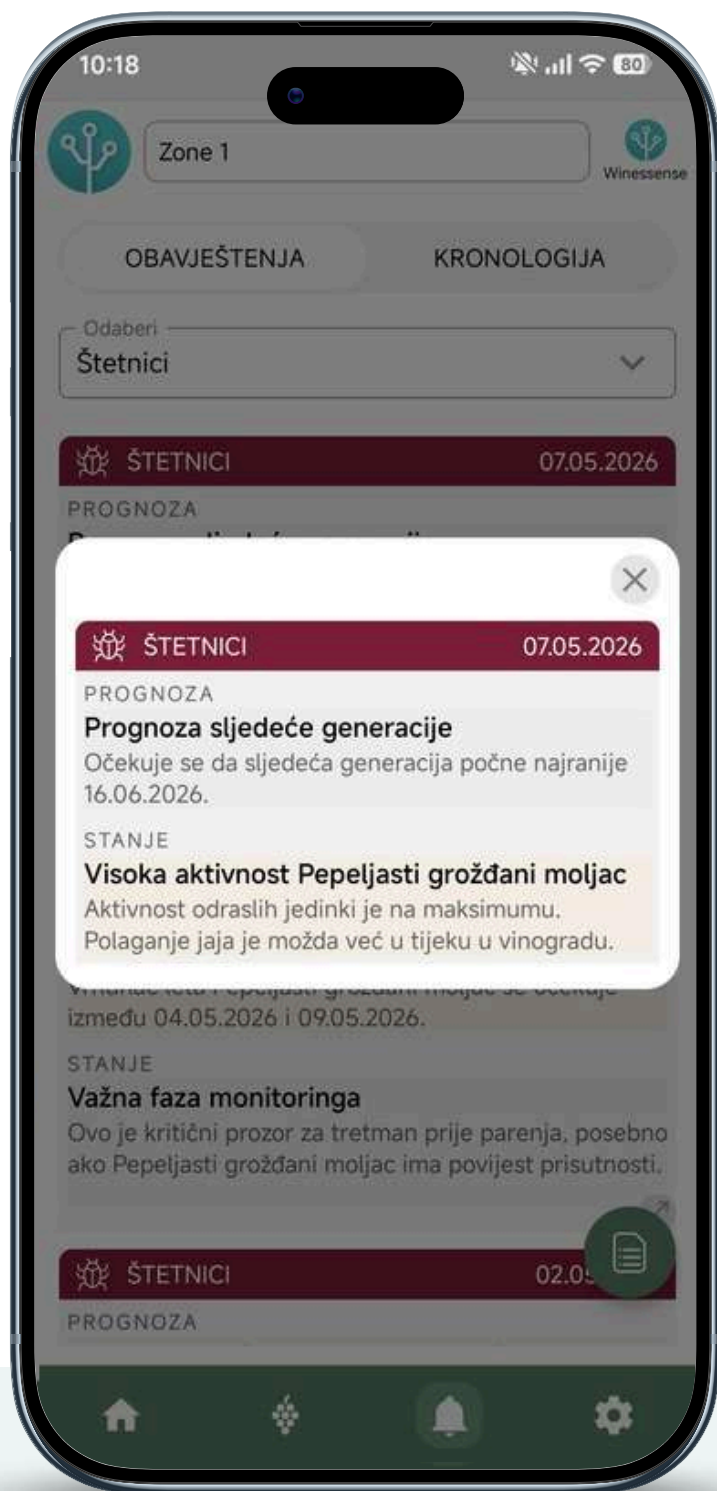 10:18
80
Zone 1
Winessense
OBAVJEŠTENJA
KRONOLOGIJA
Odaberi
Štetnici
ŠTETNICI 07.05.2026
PROGNOZA
ŠTETNICI 07.05.2026
PROGNOZA
Prognoza sljedeće generacije
Očekuje se da sljedeća generacija počne najranije
16.06.2026.
STANJE
Visoka aktivnost Pepeljasti grožđani moljac
Aktivnost odraslih jedinki je na maksimumu.
Polaganje jaja je možda već u tijeku u vinogradu.
između 04.05.2026 i 09.05.2026.
STANJE
Važna faza monitoringa
Ovo je kritični prozor za tretman prije parenja, posebno
ako Pepeljasti grožđani moljac ima povijest prisutnosti.
ŠTETNICI 02.0
PROGNOZA